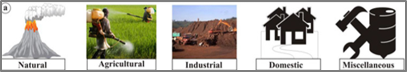 a
Natural
Agricultural
Industrial
Domestic
Miscellaneous